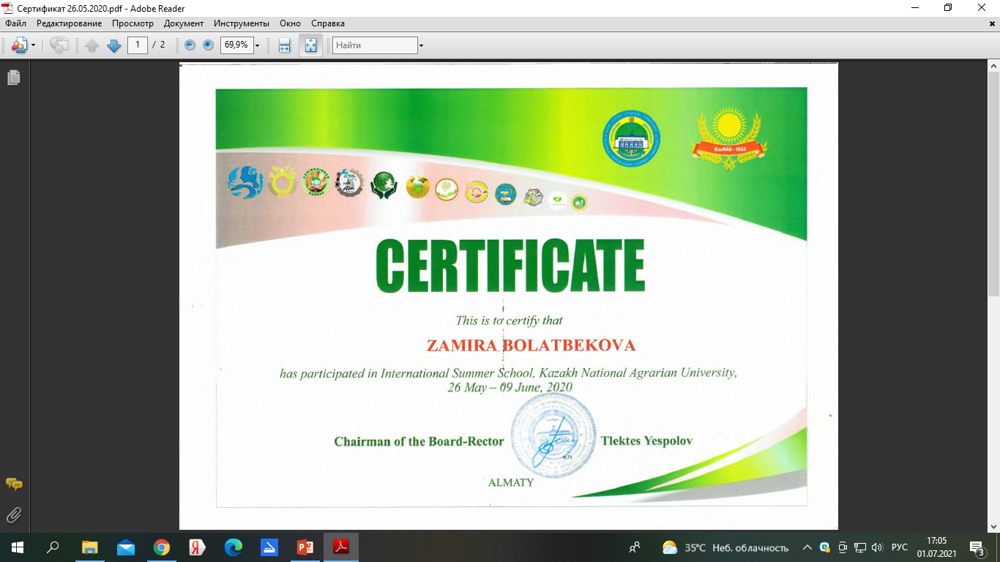 Сертификат 26.05.2020.pdf - Adobe Reader
Файл Редактирование Просмотр Документ Инструменты Окно Справка
1 / 2 69,9% Найти
KazNAU - ISAS
CERTIFICATE
This is to certify that
ZAMIRA BOLATBEKOVA
has participated in International Summer School, Kazakh National Agrarian University,
26 May – 09 June, 2020
Chairman of the Board-Rector Tlektes Yespolov
М.П.
ALMATY
35°C Неб. облачность РУС 17:05
01.07.2021
3